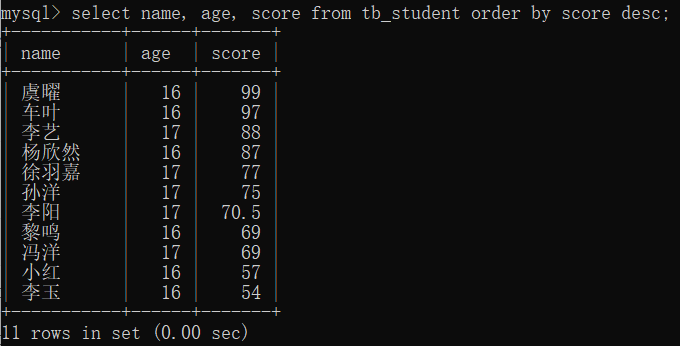 mysql> select name, age, score from tb_student order by score desc;
+-----------+------+-------+
| name      | age  | score |
+-----------+------+-------+
| 虞曜      |   16 |    99 |
| 车叶      |   16 |    97 |
| 李艺      |   17 |    88 |
| 杨欣然    |   16 |    87 |
| 徐羽嘉    |   17 |    77 |
| 孙洋      |   17 |    75 |
| 李阳      |   17 |  70.5 |
| 黎鸣      |   16 |    69 |
| 冯洋      |   17 |    69 |
| 小红      |   16 |    57 |
| 李玉      |   16 |    54 |
+-----------+------+-------+
11 rows in set (0.00 sec)